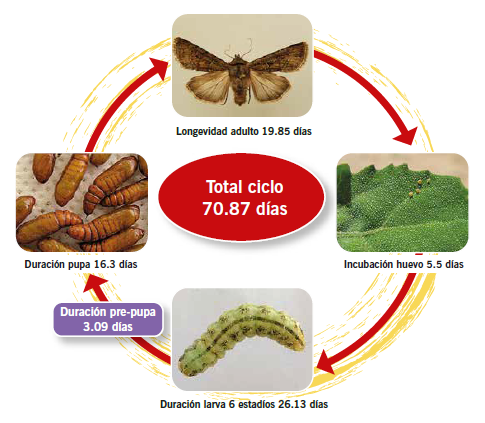 Longevidad adulto 19.85 días
Total ciclo
70.87 días
Duración pupa 16.3 días
Incubación huevo 5.5 días
Duración pre-pupa
3.09 días
Duración larva 6 estadíos 26.13 días